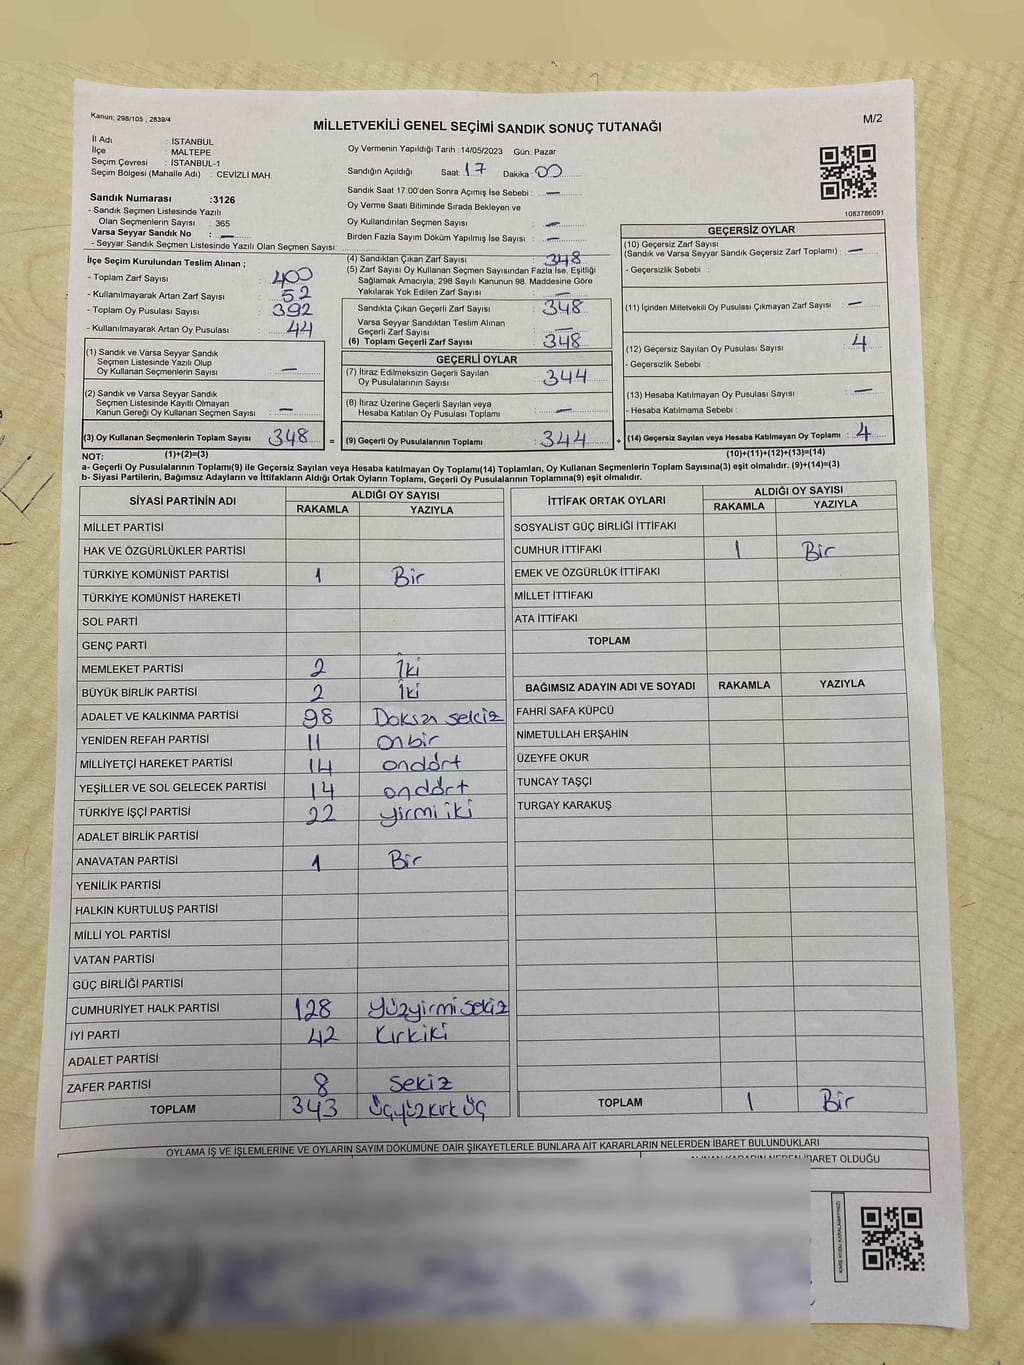 Kanun; 298/105 , 2839/4
M/2
MİLLETVEKİLİ GENEL SEÇİMİ SANDIK SONUÇ TUTANAĞI
İl Adı : İSTANBUL
İlçe : MALTEPE
Seçim Çevresi : İSTANBUL-1
Seçim Bölgesi (Mahalle Adı) : CEVİZLİ MAH.
Sandık Numarası :3126
- Sandık Seçmen Listesinde Yazılı
Olan Seçmenlerin Sayısı : 365
Varsa Seyyar Sandık No : —
- Seyyar Sandık Seçmen Listesinde Yazılı Olan Seçmen Sayısı:
Oy Vermenin Yapıldığı Tarih :14/05/2023 Gün: Pazar
Sandığın Açıldığı Saat: 17 Dakika: 00
Sandık Saat 17:00'den Sonra Açımış İse Sebebi : —
Oy Verme Saati Bitiminde Sırada Bekleyen ve
Oy Kullandırılan Seçmen Sayısı : —
Birden Fazla Sayım Döküm Yapılmış İse Sayısı : —
1083786091
İlçe Seçim Kurulundan Teslim Alınan ;
- Toplam Zarf Sayısı : 400
- Kullanılmayarak Artan Zarf Sayısı : 52
- Toplam Oy Pusulası Sayısı : 392
- Kullanılmayarak Artan Oy Pusulası : 44
(1) Sandık ve Varsa Seyyar Sandık
Seçmen Listesinde Yazılı Olup
Oy Kullanan Seçmenlerin Sayısı : —
(2) Sandık ve Varsa Seyyar Sandık
Seçmen Listesinde Kayıtlı Olmayan
Kanun Gereği Oy Kullanan Seçmen Sayısı : —
(3) Oy Kullanan Seçmenlerin Toplam Sayısı 348 =
(4) Sandıktan Çıkan Zarf Sayısı : 348
(5) Zarf Sayısı Oy Kullanan Seçmen Sayısından Fazla İse, Eşitliği
Sağlamak Amacıyla, 298 Sayılı Kanunun 98. Maddesine Göre
Yakılarak Yok Edilen Zarf Sayısı : —
Sandıkta Çıkan Geçerli Zarf Sayısı : 348
Varsa Seyyar Sandıktan Teslim Alınan
Geçerli Zarf Sayısı : —
(6) Toplam Geçerli Zarf Sayısı : 348
GEÇERLİ OYLAR
(7) İtiraz Edilmeksizin Geçerli Sayılan
Oy Pusulalarının Sayısı : 344
(8) İtiraz Üzerine Geçerli Sayılan veya
Hesaba Katılan Oy Pusulaları Toplamı : —
(9) Geçerli Oy Pusulalarının Toplamı : 344 +
GEÇERSİZ OYLAR
(10) Geçersiz Zarf Sayısı
(Sandık ve Varsa Seyyar Sandık Geçersiz Zarf Toplamı) : —
- Geçersizlik Sebebi :
(11) İçinden Milletvekili Oy Pusulası Çıkmayan Zarf Sayısı : —
(12) Geçersiz Sayılan Oy Pusulası Sayısı : 4
- Geçersizlik Sebebi :
(13) Hesaba Katılmayan Oy Pusulası Sayısı : —
- Hesaba Katılmama Sebebi :
(14) Geçersiz Sayılan veya Hesaba Katılmayan Oy Toplamı : 4
NOT: (1)+(2)=(3) (10)+(11)+(12)+(13)=(14)
a- Geçerli Oy Pusulalarının Toplamı(9) ile Geçersiz Sayılan veya Hesaba katılmayan Oy Toplamı(14) Toplamları, Oy Kullanan Seçmenlerin Toplam Sayısına(3) eşit olmalıdır. (9)+(14)=(3)
b- Siyasi Partilerin, Bağımsız Adayların ve İttifakların Aldığı Ortak Oyların Toplamı, Geçerli Oy Pusulalarının Toplamına(9) eşit olmalıdır.
SİYASİ PARTİNİN ADI ALDIĞI OY SAYISI
RAKAMLA YAZIYLA
MİLLET PARTİSİ
HAK VE ÖZGÜRLÜKLER PARTİSİ
TÜRKİYE KOMÜNİST PARTİSİ 1 Bir
TÜRKİYE KOMÜNİST HAREKETİ
SOL PARTİ
GENÇ PARTİ
MEMLEKET PARTİSİ 2 İki
BÜYÜK BİRLİK PARTİSİ 2 İki
ADALET VE KALKINMA PARTİSİ 98 Doksan sekiz
YENİDEN REFAH PARTİSİ 11 onbir
MİLLİYETÇİ HAREKET PARTİSİ 14 ondört
YEŞİLLER VE SOL GELECEK PARTİSİ 14 ondört
TÜRKİYE İŞÇİ PARTİSİ 22 yirmi iki
ADALET BİRLİK PARTİSİ
ANAVATAN PARTİSİ 1 Bir
YENİLİK PARTİSİ
HALKIN KURTULUŞ PARTİSİ
MİLLİ YOL PARTİSİ
VATAN PARTİSİ
GÜÇ BİRLİĞİ PARTİSİ
CUMHURİYET HALK PARTİSİ 128 Yüzyirmisekiz
İYİ PARTİ 42 Kırkiki
ADALET PARTİSİ
ZAFER PARTİSİ 8 Sekiz
TOPLAM 343 Üçyüzkırk Üç
İTTİFAK ORTAK OYLARI ALDIĞI OY SAYISI
RAKAMLA YAZIYLA
SOSYALİST GÜÇ BİRLİĞİ İTTİFAKI
CUMHUR İTTİFAKI 1 Bir
EMEK VE ÖZGÜRLÜK İTTİFAKI
MİLLET İTTİFAKI
ATA İTTİFAKI
TOPLAM
BAĞIMSIZ ADAYIN ADI VE SOYADI RAKAMLA YAZIYLA
FAHRİ SAFA KÜPCÜ
NİMETULLAH ERŞAHİN
ÜZEYFE OKUR
TUNCAY TAŞÇI
TURGAY KARAKUŞ
TOPLAM 1 Bir
OYLAMA İŞ VE İŞLEMLERİNE VE OYLARIN SAYIM DÖKÜMÜNE DAİR ŞİKAYETLERLE BUNLARA AİT KARARLARIN NELERDEN İBARET BULUNDUKLARI
İBARET OLDUĞU
KARE KODU KARALAMAYINIZ!